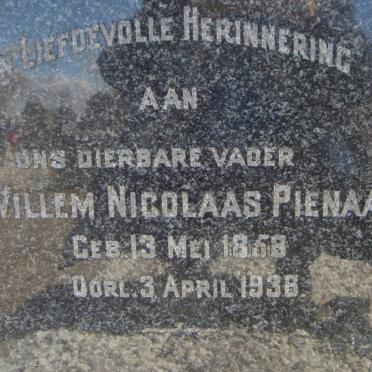 LIEFDEVOLLE HERINNERING
AAN
ONS DIERBARE VADER
WILLEM NICOLAAS PIENAA
GEB. 13 MEI 1868
OORL. 3 APRIL 1938.